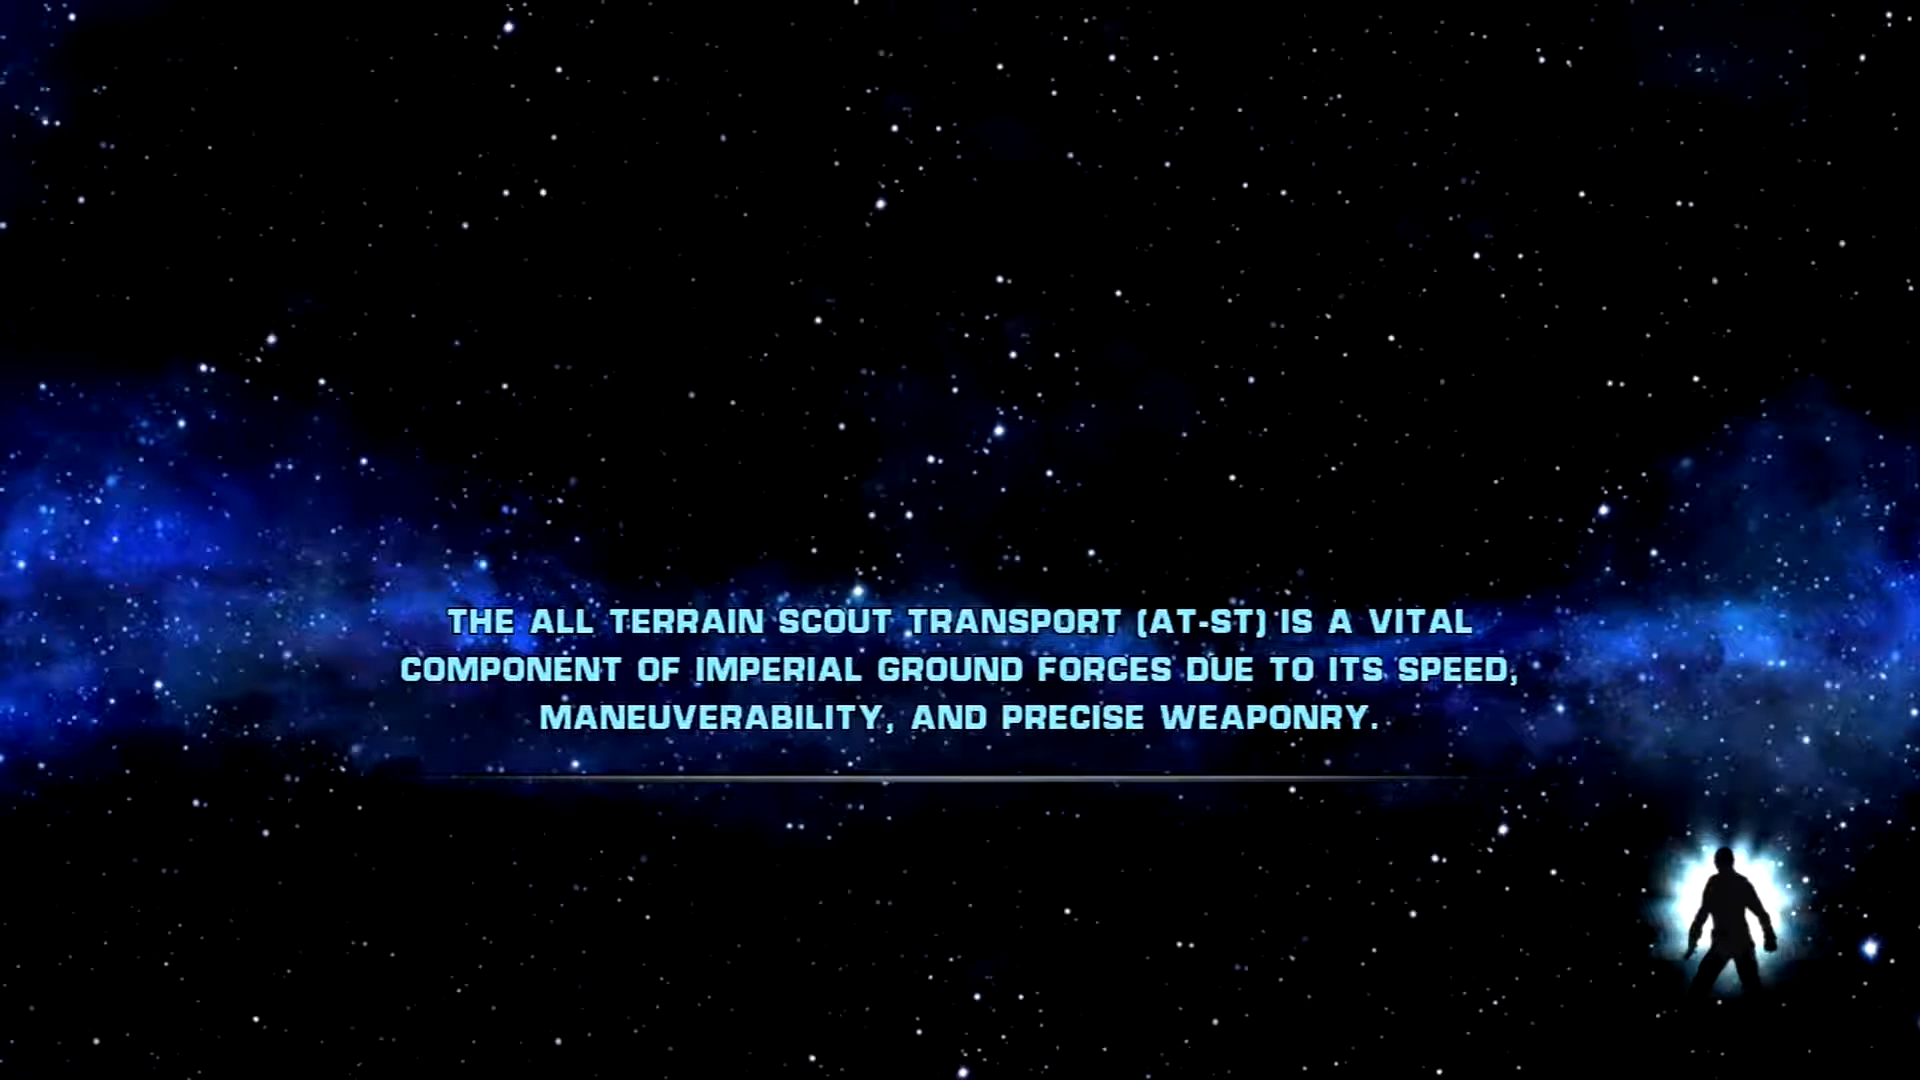 THE ALL TERRAIN SCOUT TRANSPORT (AT-ST) IS A VITAL
COMPONENT OF IMPERIAL GROUND FORCES DUE TO ITS SPEED,
MANEUVERABILITY, AND PRECISE WEAPONRY.